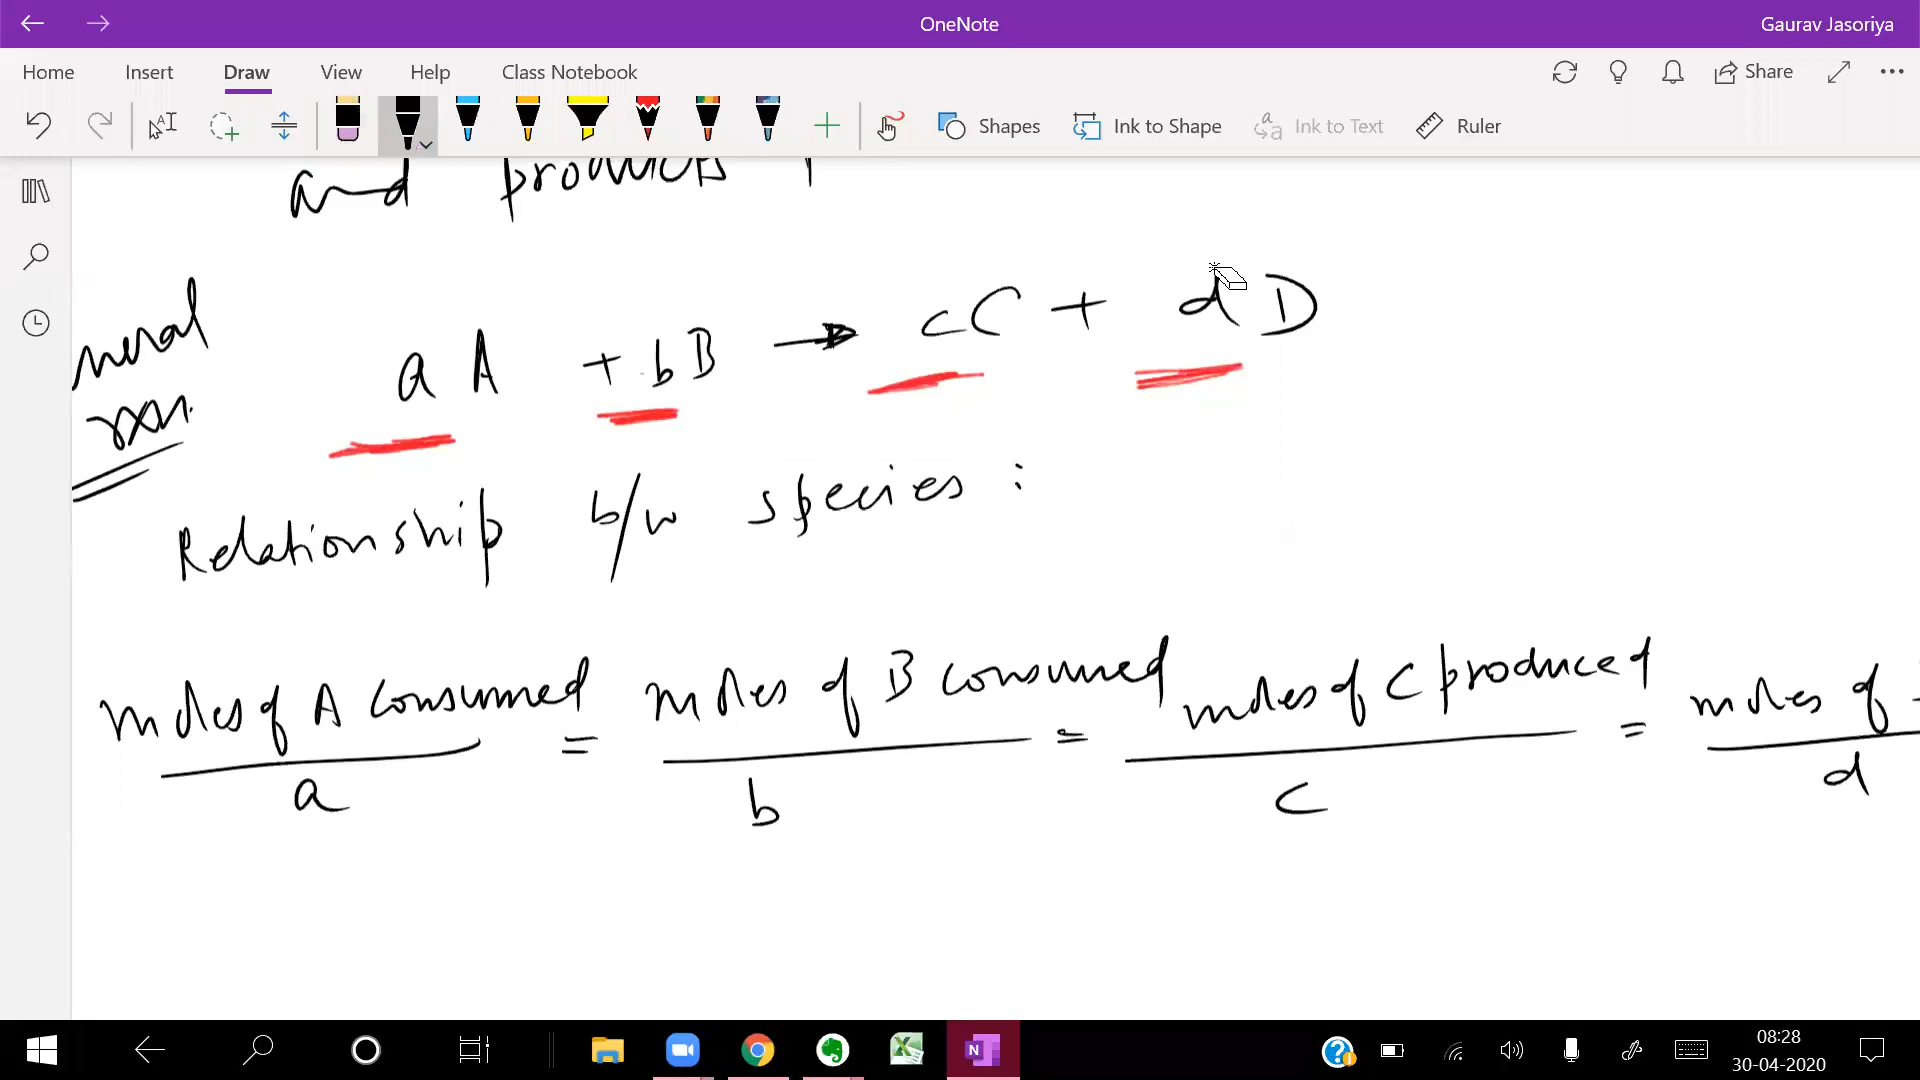 OneNote
Gaurav Jasoriya
Home Insert Draw View Help Class Notebook Share
Shapes Ink to Shape Ink to Text Ruler
and products
neral
rxn.
a A + b B → c C + d D
Relationship b/w species :
moles of A consumed / a = moles of B consumed / b = moles of C produced / c = moles of / d
08:28
30-04-2020